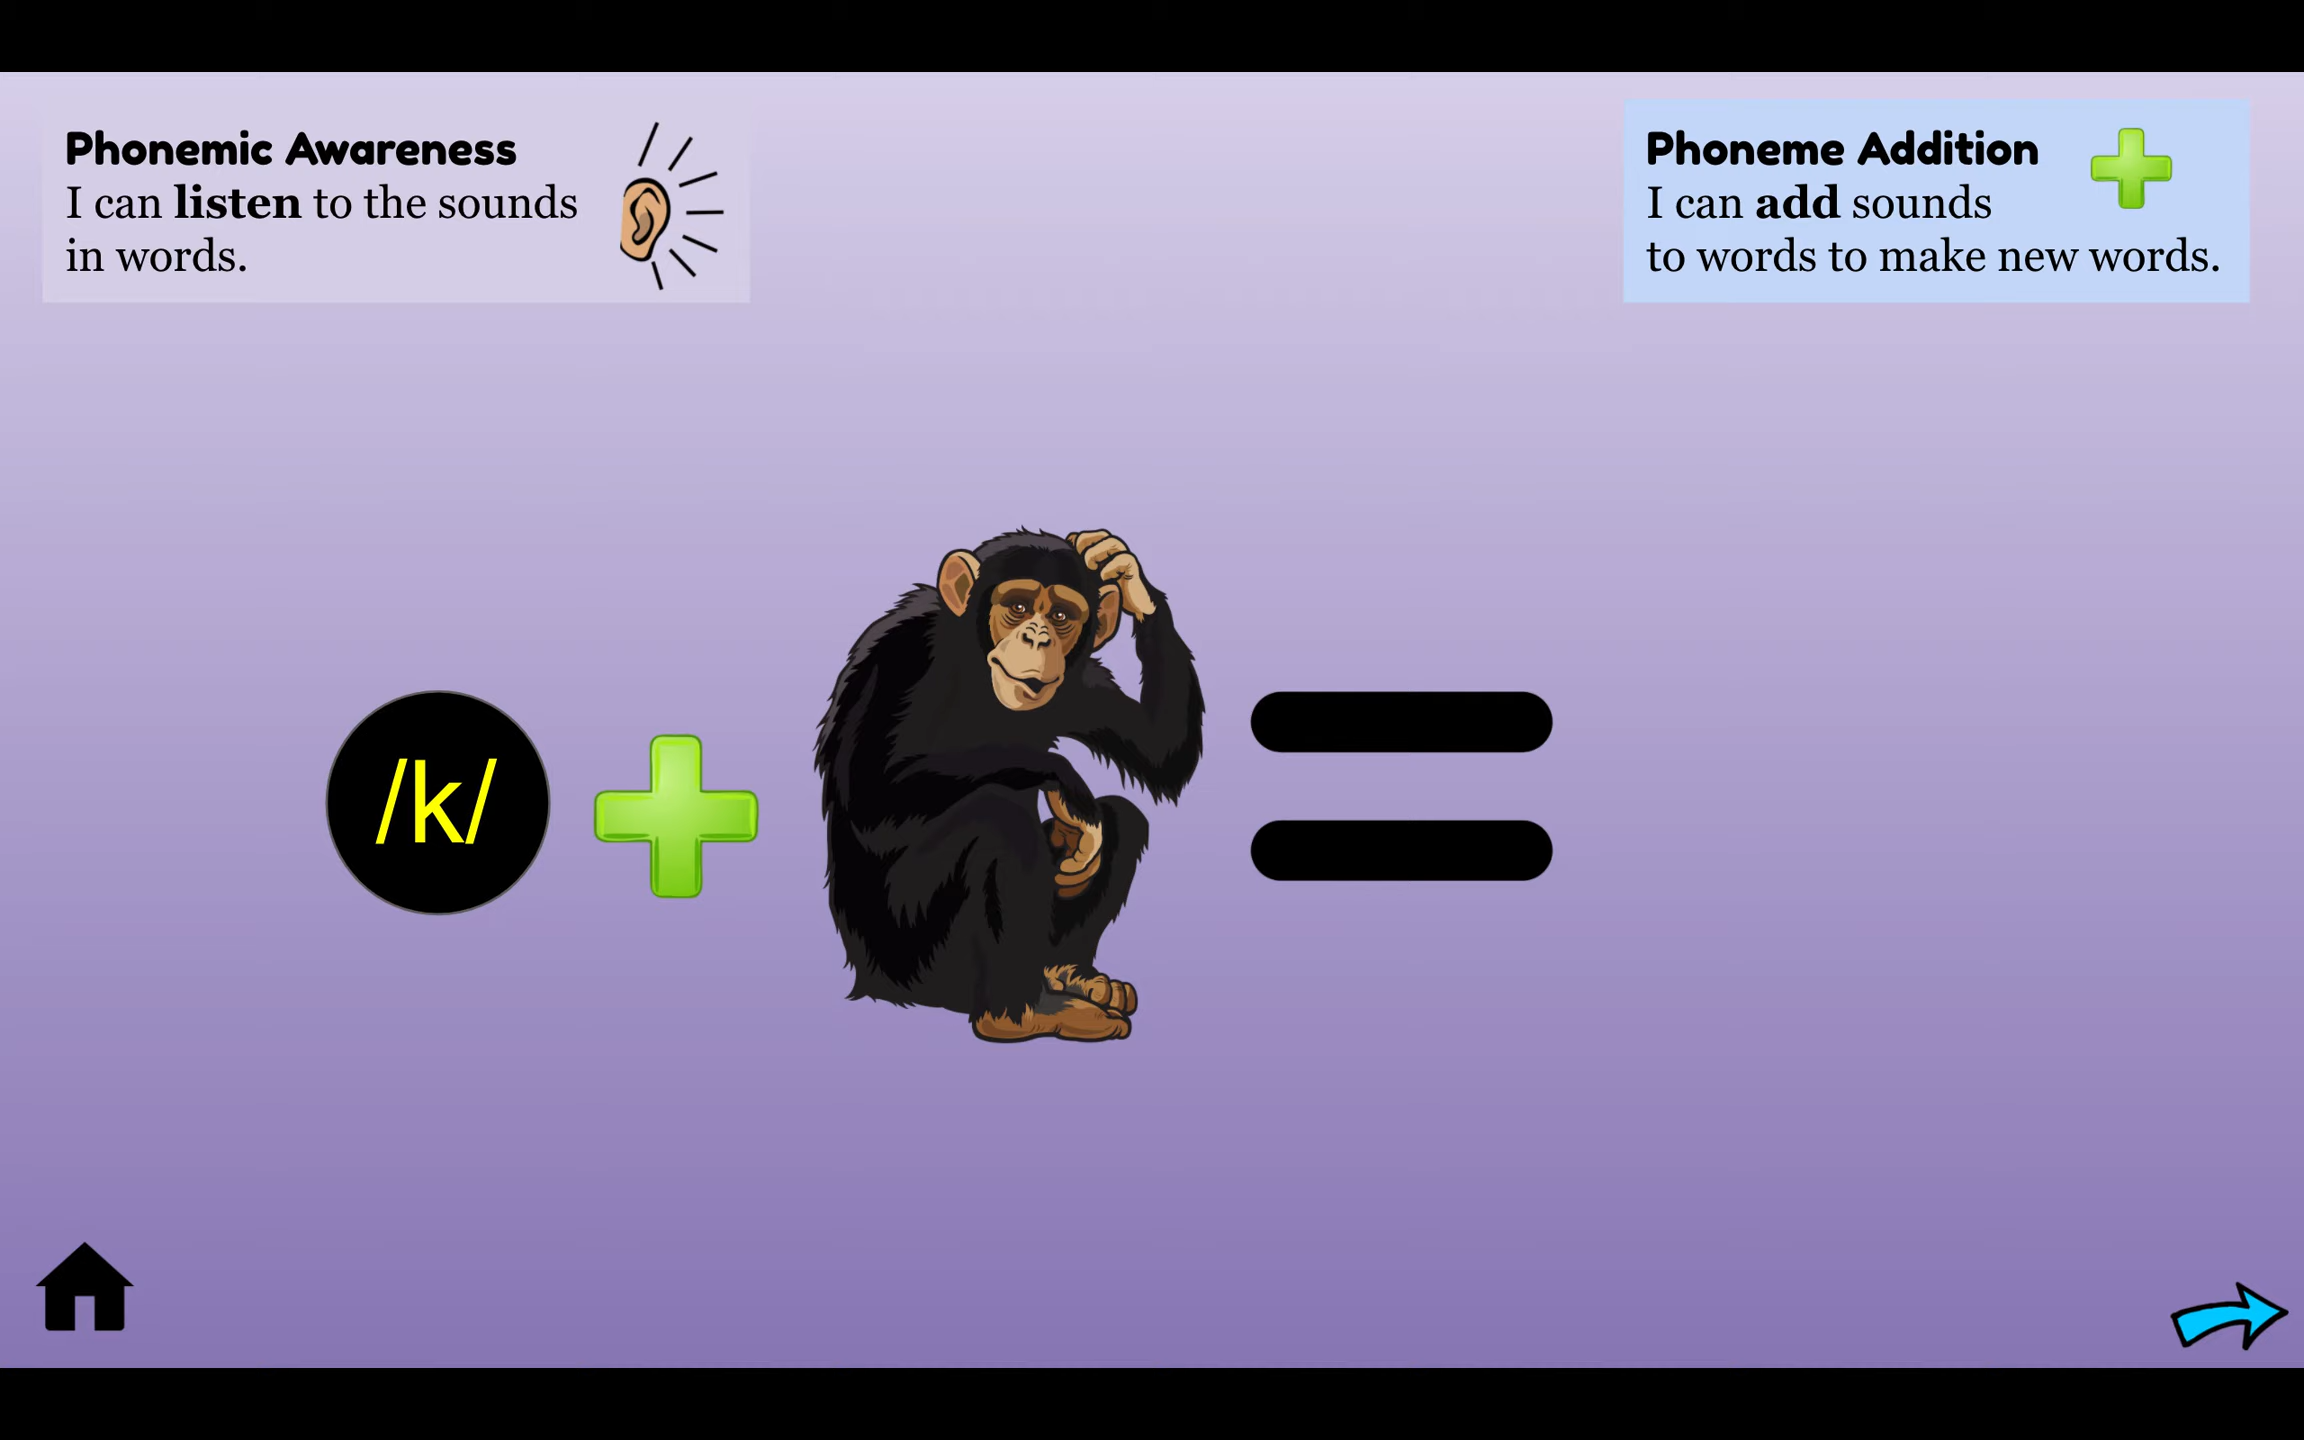 Phonemic Awareness
I can listen to the sounds
in words.
Phoneme Addition
I can add sounds
to words to make new words.
/k/